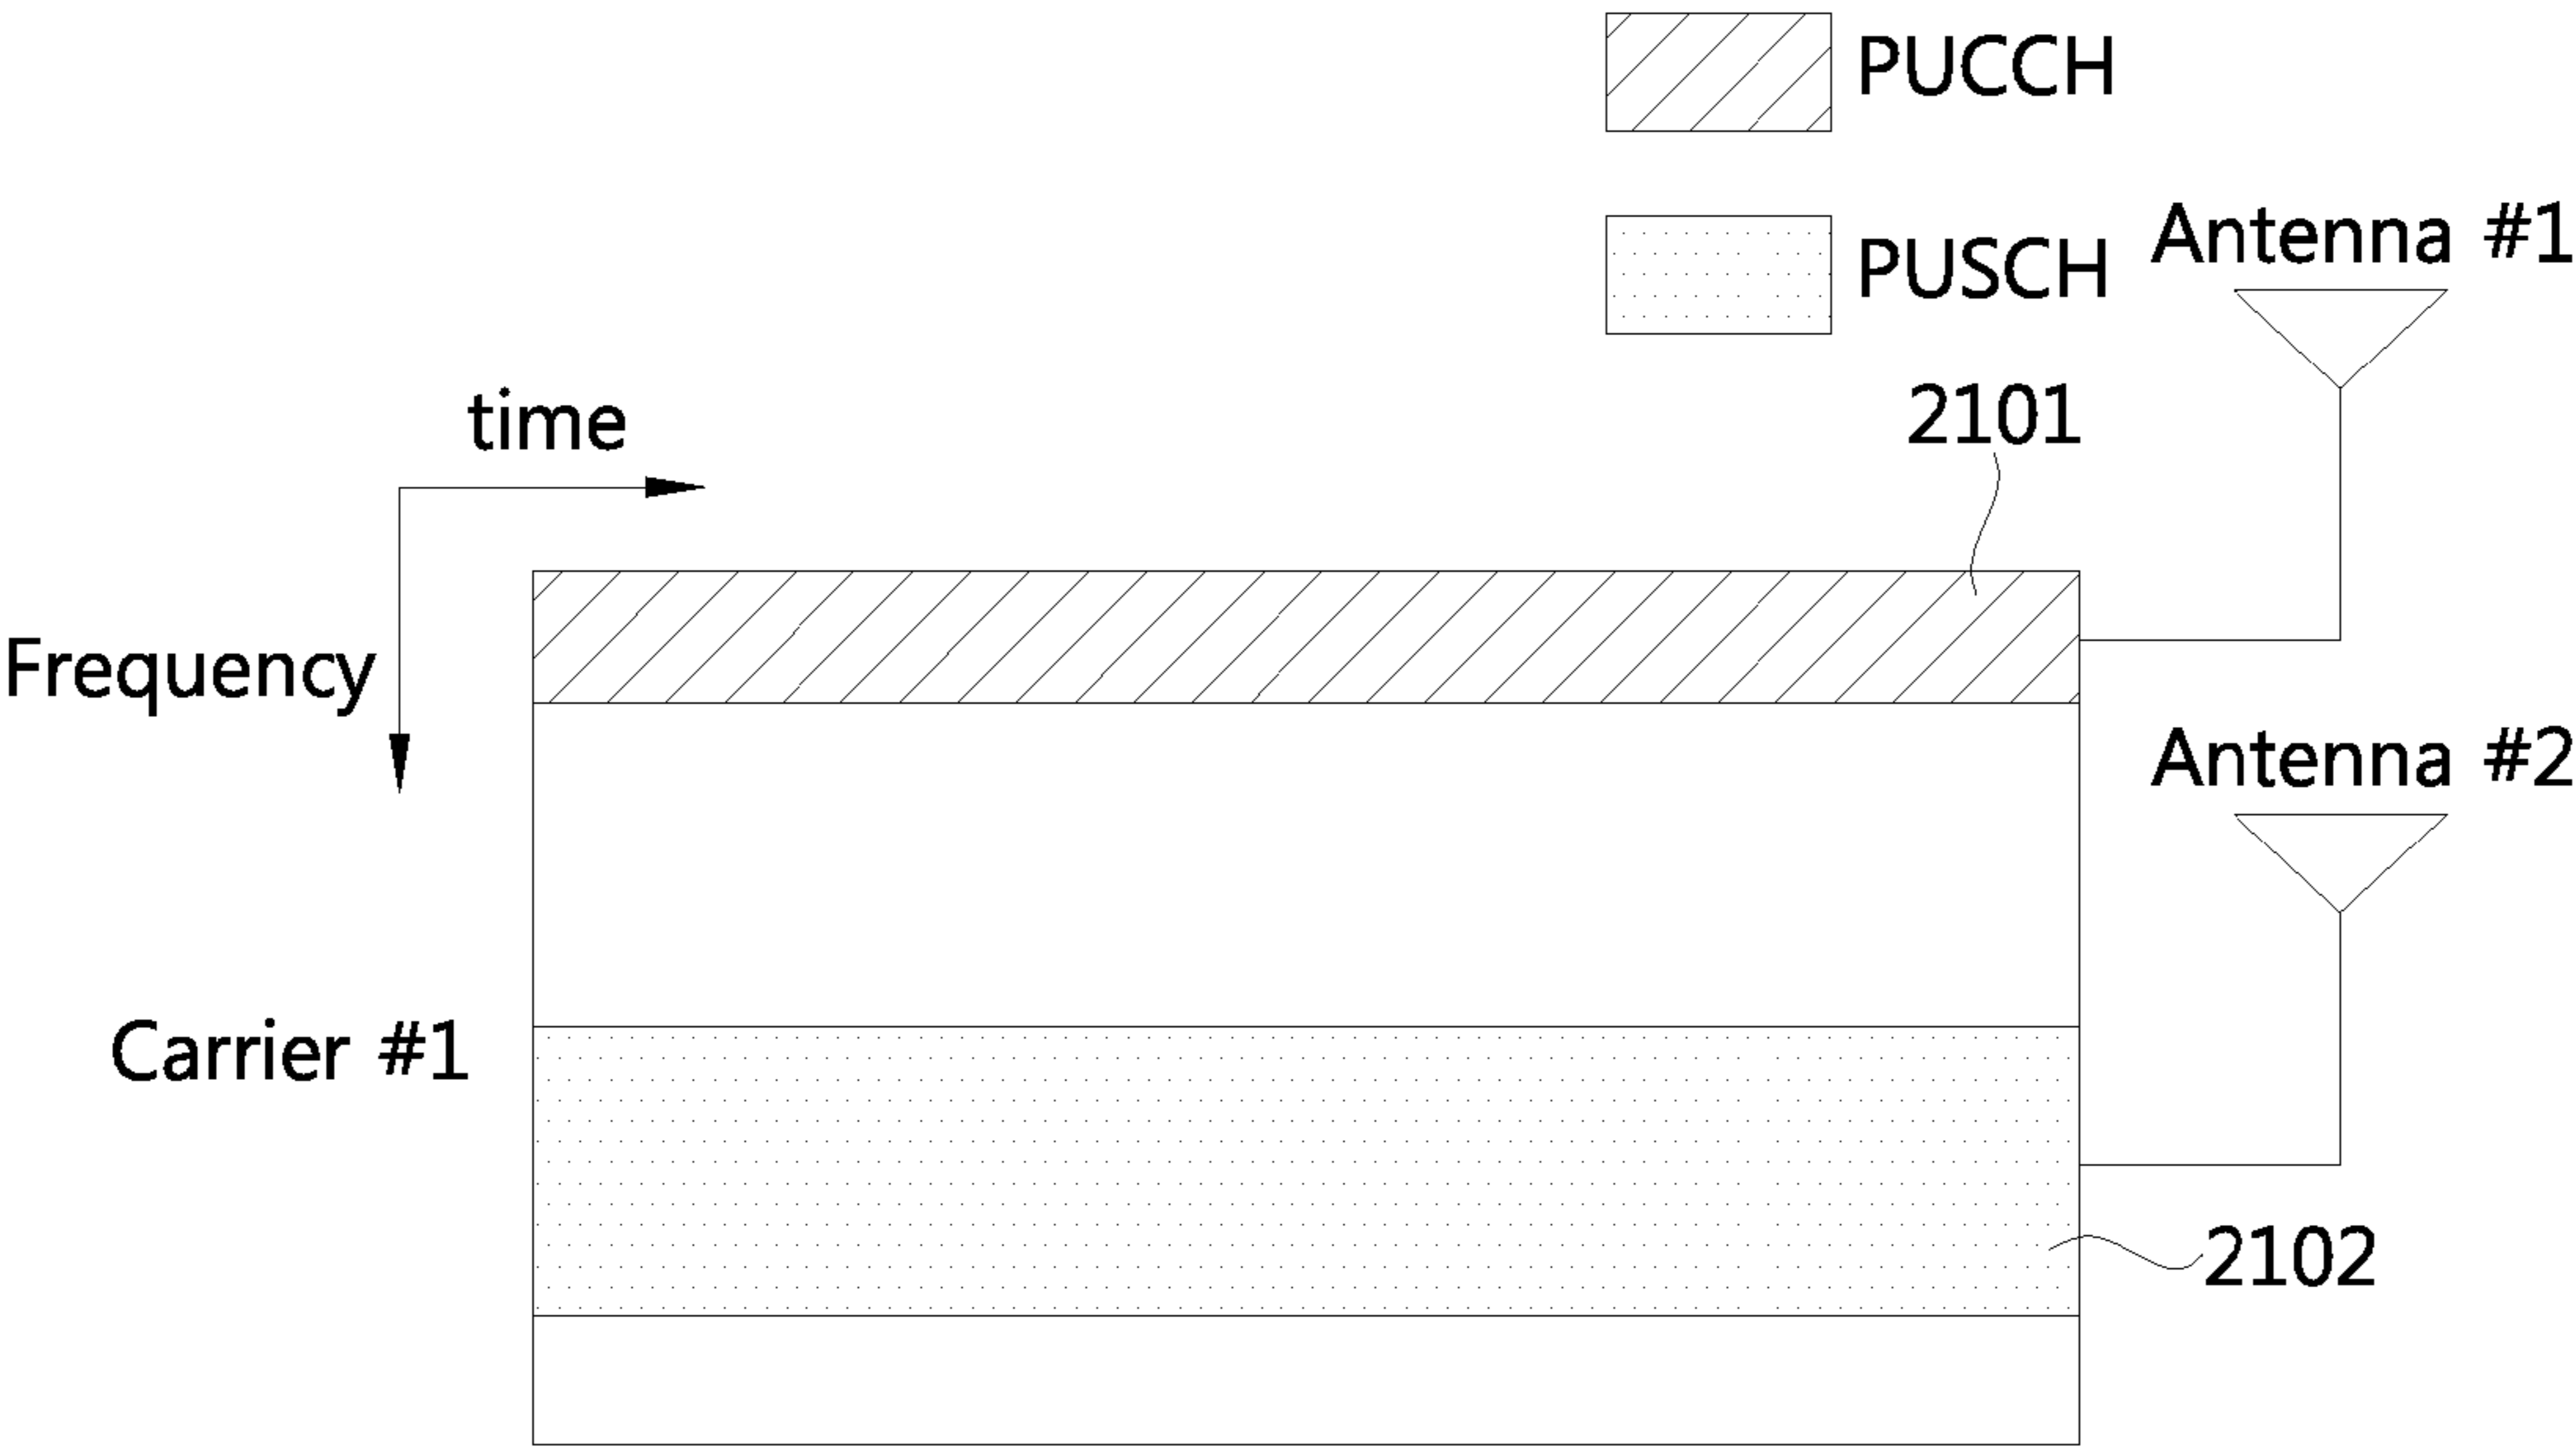 PUCCH
PUSCH
Antenna #1
2101
time
Frequency
Antenna #2
Carrier #1
2102